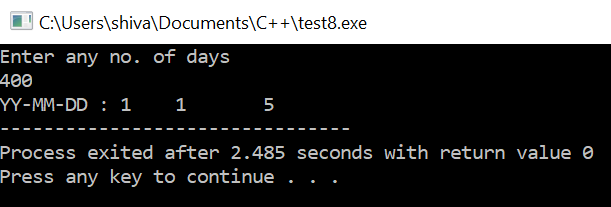 C:\Users\shiva\Documents\C++\test8.exe
Enter any no. of days
400
YY-MM-DD : 1    1       5
--------------------------------
Process exited after 2.485 seconds with return value 0
Press any key to continue . . .